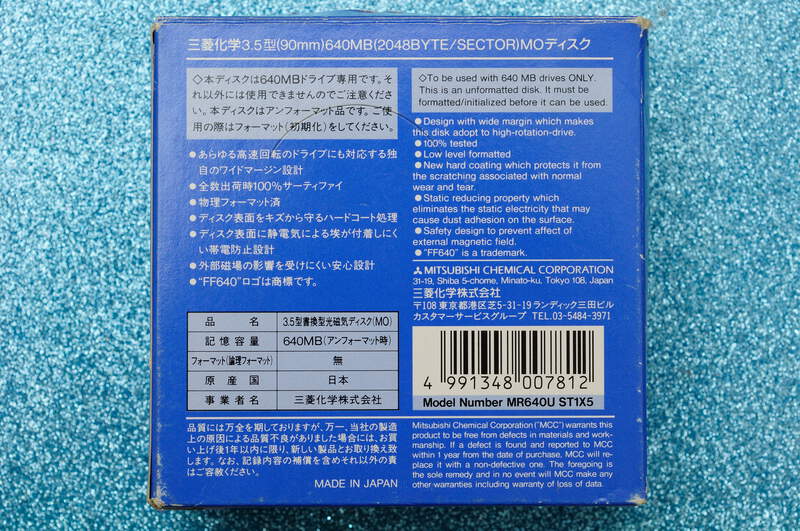 三菱化学3.5型(90mm)640MB(2048BYTE/SECTOR)MOディスク
◇本ディスクは640MBドライブ専用です。そ
れ以外には使用できませんのでご注意くださ
い。本ディスクはアンフォーマット品です。ご使
用の際はフォーマット(初期化)をしてください。
●あらゆる高速回転のドライブにも対応する独
自のワイドマージン設計
●全数出荷時100%サーティファイ
●物理フォーマット済
●ディスク表面をキズから守るハードコート処理
●ディスク表面に静電気による埃が付着しにく
い帯電防止設計
●外部磁場の影響を受けにくい安心設計
●“FF640”ロゴは商標です。
◇To be used with 640 MB drives ONLY.
This is an unformatted disk. It must be
formatted/initialized before it can be used.
●Design with wide margin which makes
this disk adopt to high-rotation-drive.
●100% tested
●Low level formatted
●New hard coating which protects it from
the scratching associated with normal
wear and tear.
●Static reducing property which
eliminates the static electricity that may
cause dust adhesion on the surface.
●Safety design to prevent affect of
external magnetic field.
●“FF640” is a trademark.
MITSUBISHI CHEMICAL CORPORATION
31-19, Shiba 5-chome, Minato-ku, Tokyo 108, Japan
三菱化学株式会社
〒108 東京都港区芝5-31-19 ランディック三田ビル
カスタマーサービスグループ TEL.03-5484-3971
品 名 3.5型書換型光磁気ディスク(MO)
記憶容量 640MB(アンフォーマット時)
フォーマット(論理フォーマット) 無
原産国 日本
事業者名 三菱化学株式会社
4 991348 007812
Model Number MR640U ST1X5
品質には万全を期しておりますが、万一、当社の製造
上の原因による品質不良がありました場合には、お買
い上げ後1年以内に限り、新しい製品とお取り換え致
します。なお、記録内容の補償を含めそれ以外の責
はご容赦ください。
MADE IN JAPAN
Mitsubishi Chemical Corporation (“MCC”) warrants this
product to be free from defects in materials and work-
manship. If a defect is found and reported to MCC
within 1 year from the date of purchase, MCC will re-
place it with a non-defective one. The foregoing is
the sole remedy and in no event will MCC make any
other warranties including warranty of loss of data.